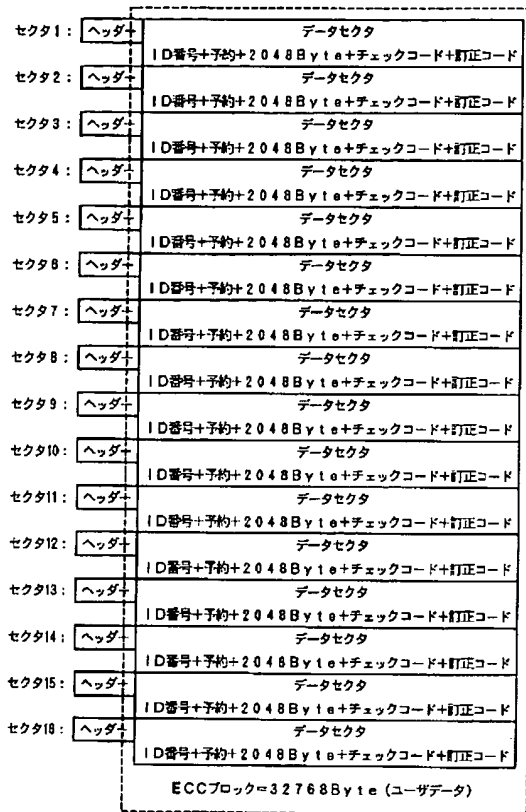 セクタ1： ヘッダ データセクタ
ID番号+予約+2048Byte+チェックコード+訂正コード
セクタ2： ヘッダ データセクタ
ID番号+予約+2048Byte+チェックコード+訂正コード
セクタ3： ヘッダ データセクタ
ID番号+予約+2048Byte+チェックコード+訂正コード
セクタ4： ヘッダ データセクタ
ID番号+予約+2048Byte+チェックコード+訂正コード
セクタ5： ヘッダ データセクタ
ID番号+予約+2048Byte+チェックコード+訂正コード
セクタ6： ヘッダ データセクタ
ID番号+予約+2048Byte+チェックコード+訂正コード
セクタ7： ヘッダ データセクタ
ID番号+予約+2048Byte+チェックコード+訂正コード
セクタ8： ヘッダ データセクタ
ID番号+予約+2048Byte+チェックコード+訂正コード
セクタ9： ヘッダ データセクタ
ID番号+予約+2048Byte+チェックコード+訂正コード
セクタ10： ヘッダ データセクタ
ID番号+予約+2048Byte+チェックコード+訂正コード
セクタ11： ヘッダ データセクタ
ID番号+予約+2048Byte+チェックコード+訂正コード
セクタ12： ヘッダ データセクタ
ID番号+予約+2048Byte+チェックコード+訂正コード
セクタ13： ヘッダ データセクタ
ID番号+予約+2048Byte+チェックコード+訂正コード
セクタ14： ヘッダ データセクタ
ID番号+予約+2048Byte+チェックコード+訂正コード
セクタ15： ヘッダ データセクタ
ID番号+予約+2048Byte+チェックコード+訂正コード
セクタ16： ヘッダ データセクタ
ID番号+予約+2048Byte+チェックコード+訂正コード
ECCブロック=32768Byte(ユーザデータ)